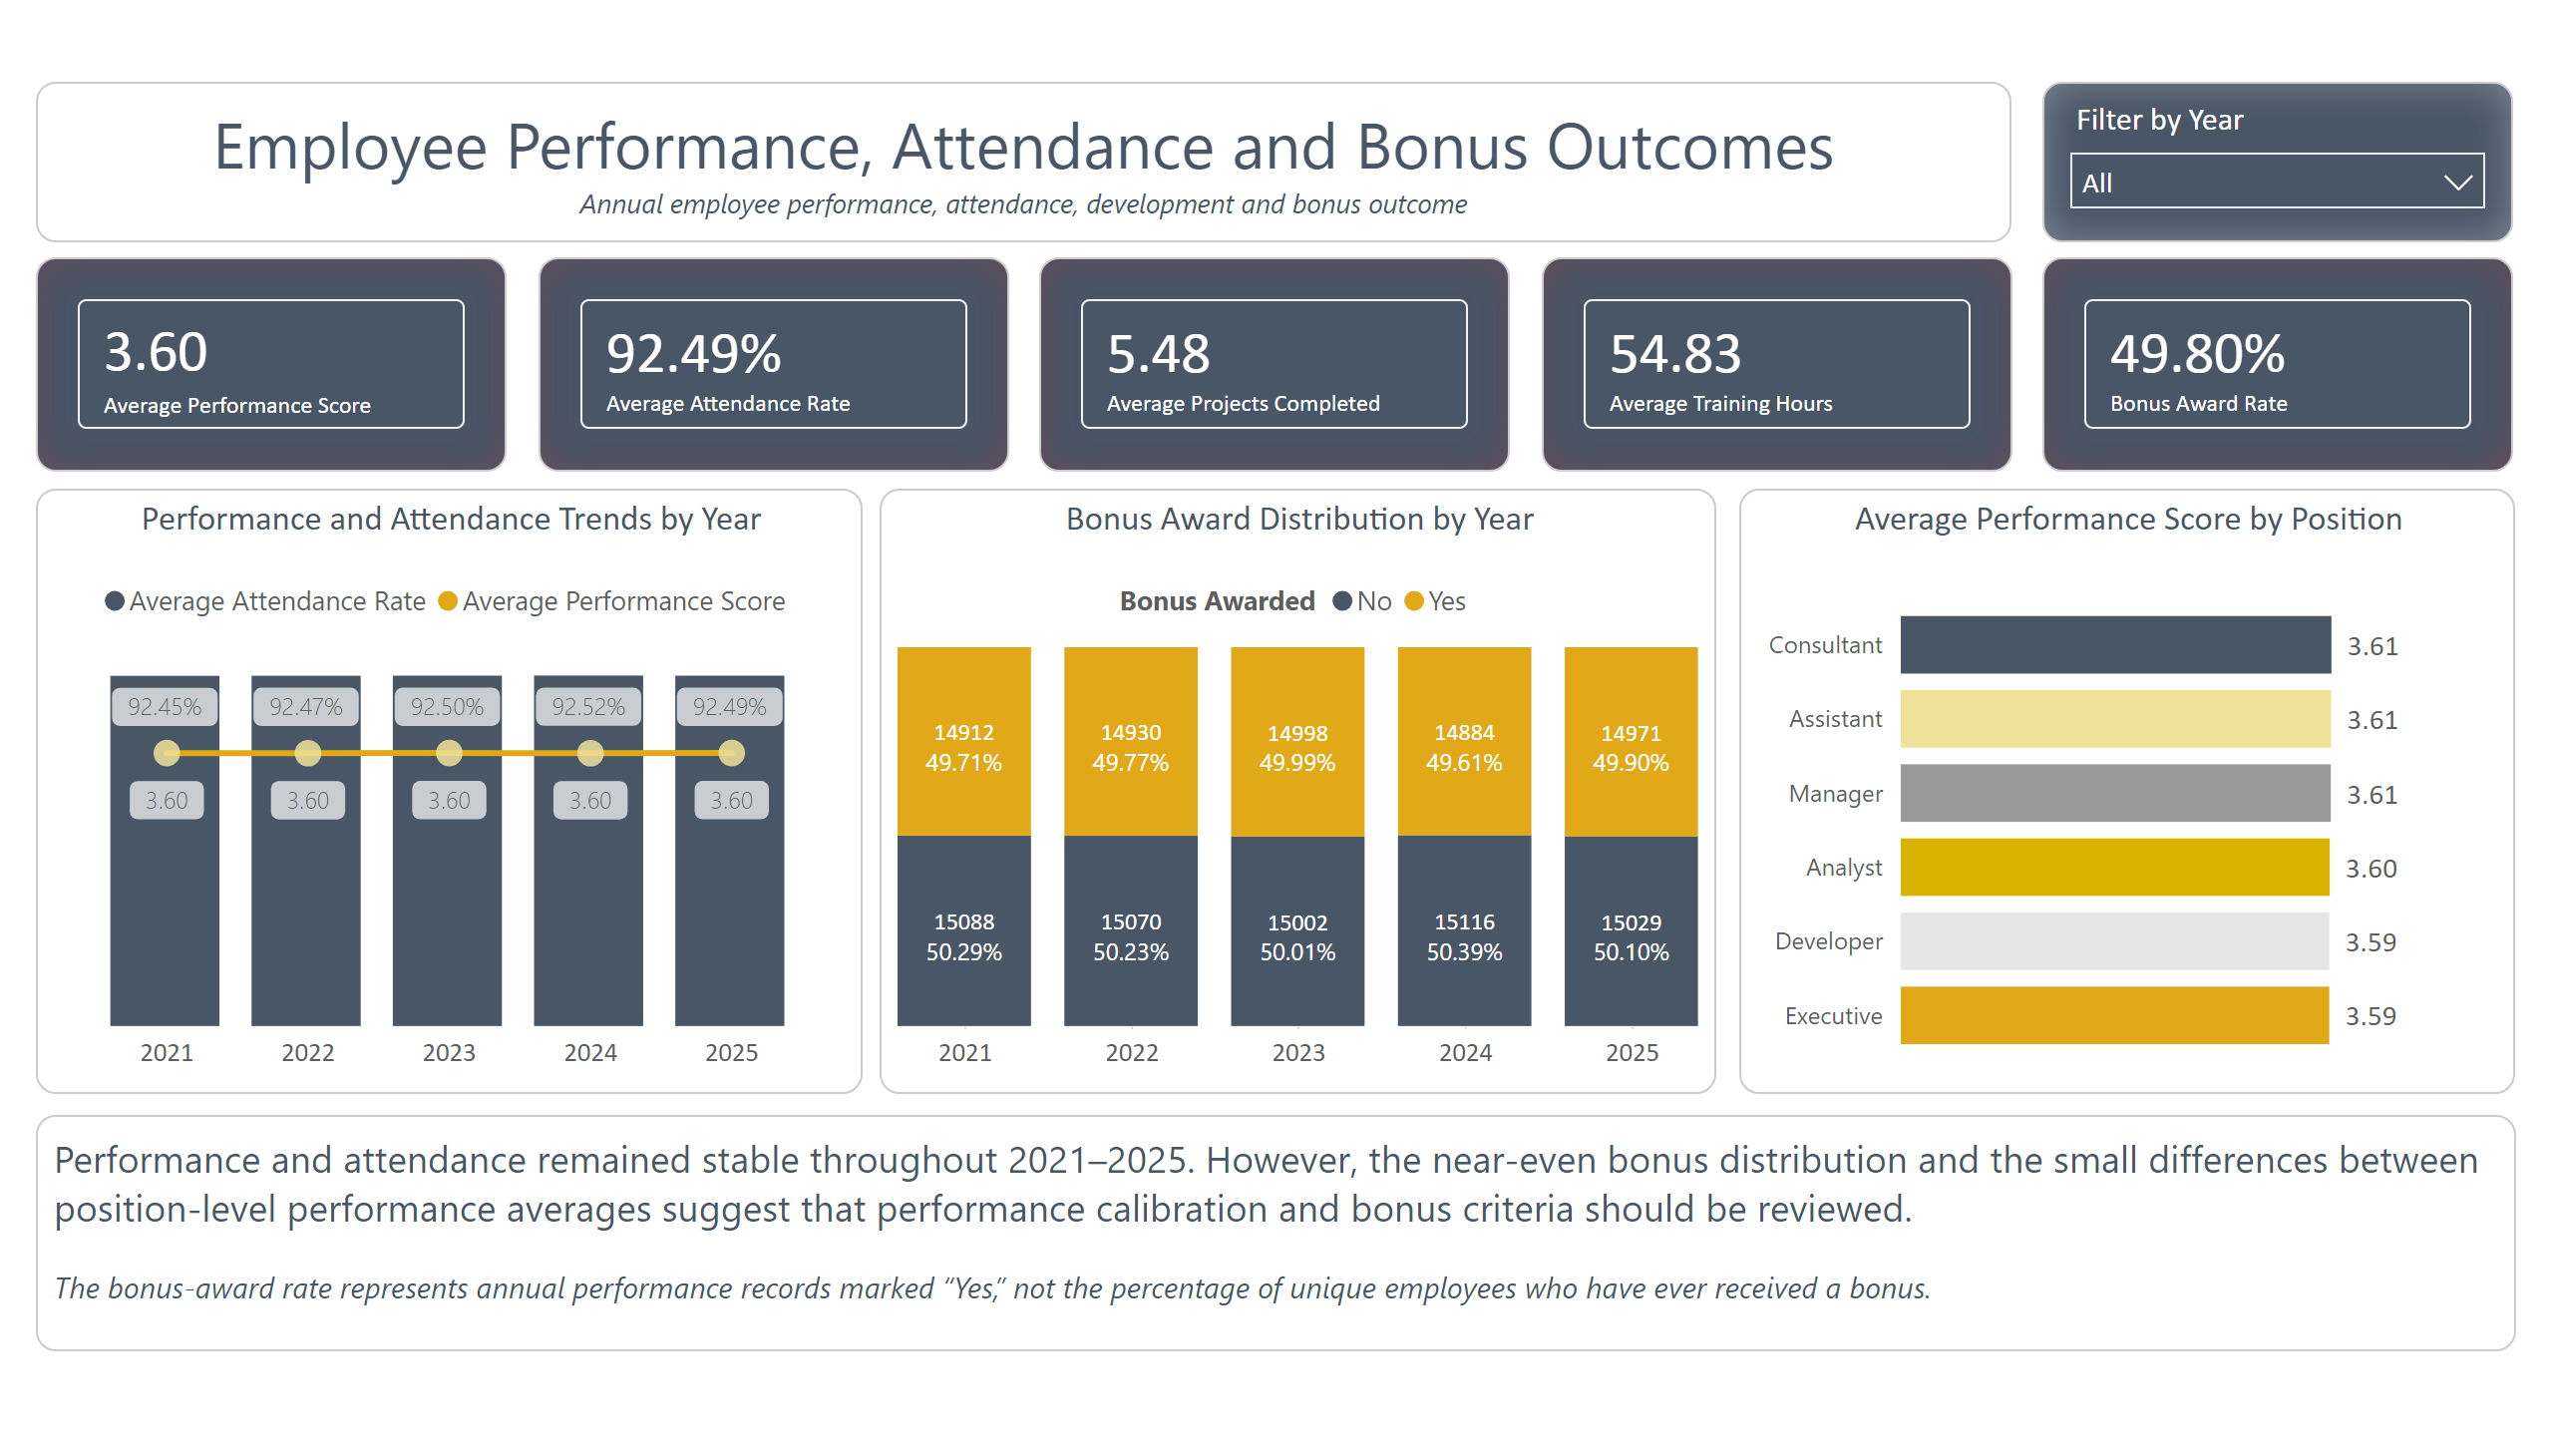 Employee Performance, Attendance and Bonus Outcomes
Annual employee performance, attendance, development and bonus outcome
Filter by Year
All
3.60
Average Performance Score
92.49%
Average Attendance Rate
5.48
Average Projects Completed
54.83
Average Training Hours
49.80%
Bonus Award Rate
Performance and Attendance Trends by Year
Average Attendance Rate Average Performance Score
92.45% 92.47% 92.50% 92.52% 92.49%
3.60 3.60 3.60 3.60 3.60
2021 2022 2023 2024 2025
Bonus Award Distribution by Year
Bonus Awarded No Yes
14912 14930 14998 14884 14971
49.71% 49.77% 49.99% 49.61% 49.90%
15088 15070 15002 15116 15029
50.29% 50.23% 50.01% 50.39% 50.10%
2021 2022 2023 2024 2025
Average Performance Score by Position
Consultant 3.61
Assistant 3.61
Manager 3.61
Analyst 3.60
Developer 3.59
Executive 3.59
Performance and attendance remained stable throughout 2021–2025. However, the near-even bonus distribution and the small differences between
position-level performance averages suggest that performance calibration and bonus criteria should be reviewed.
The bonus-award rate represents annual performance records marked “Yes,” not the percentage of unique employees who have ever received a bonus.